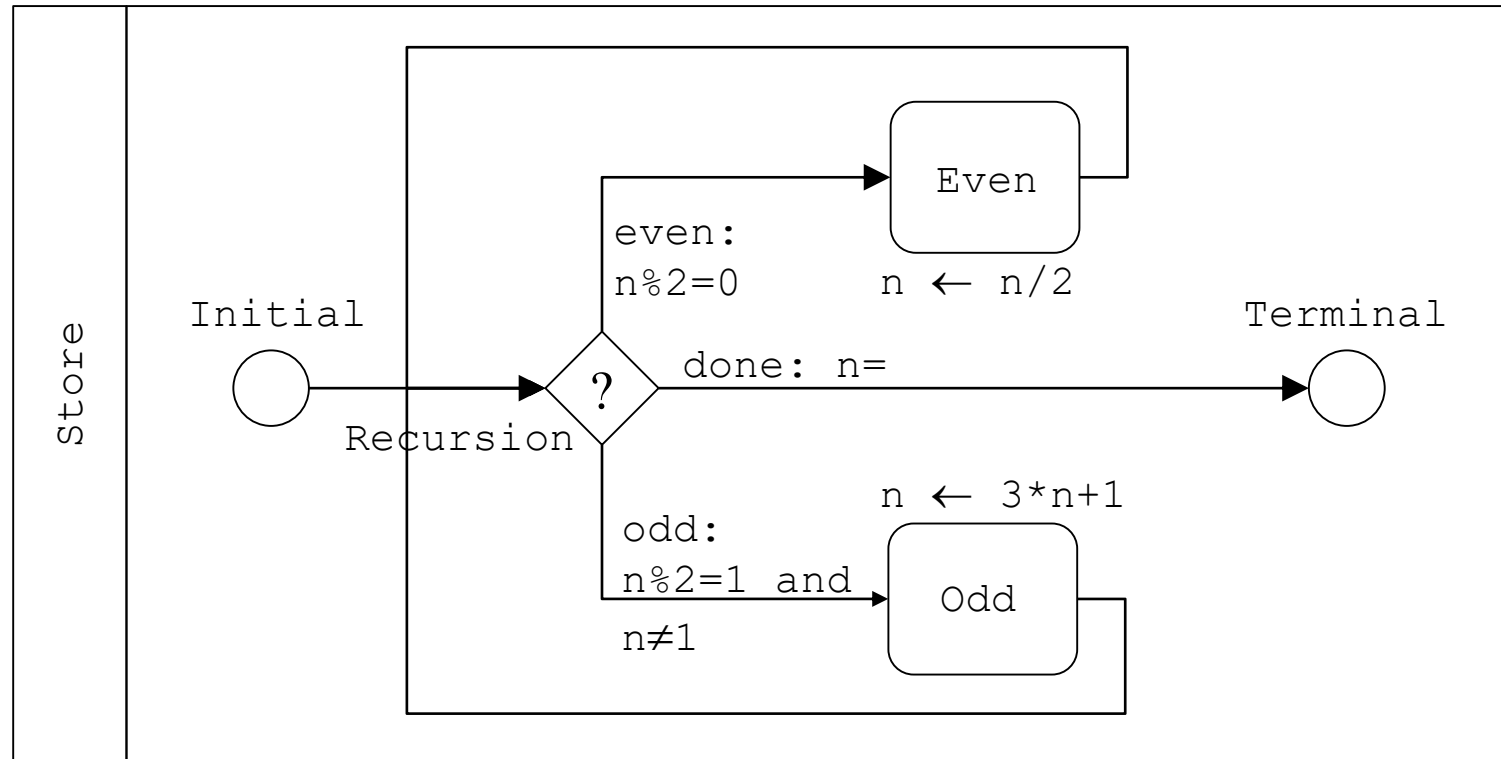 Store
Initial
Recursion
?
even:
n%2=0
Even
n ← n/2
done: n=
Terminal
n ← 3*n+1
odd:
n%2=1 and
n≠1
Odd